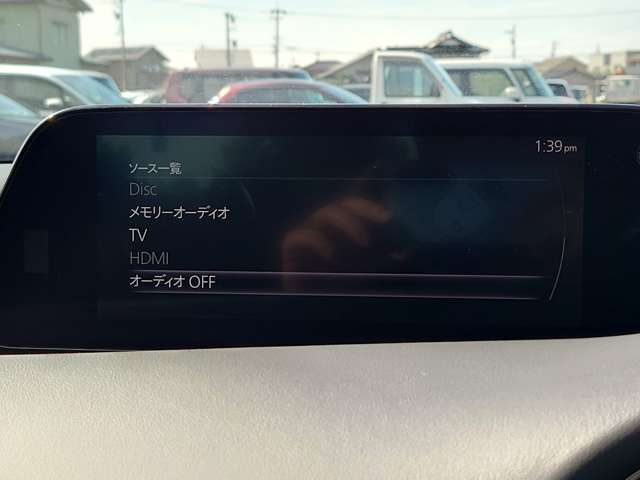 1:39pm
ソース一覧
Disc
メモリーオーディオ
TV
HDMI
オーディオ OFF